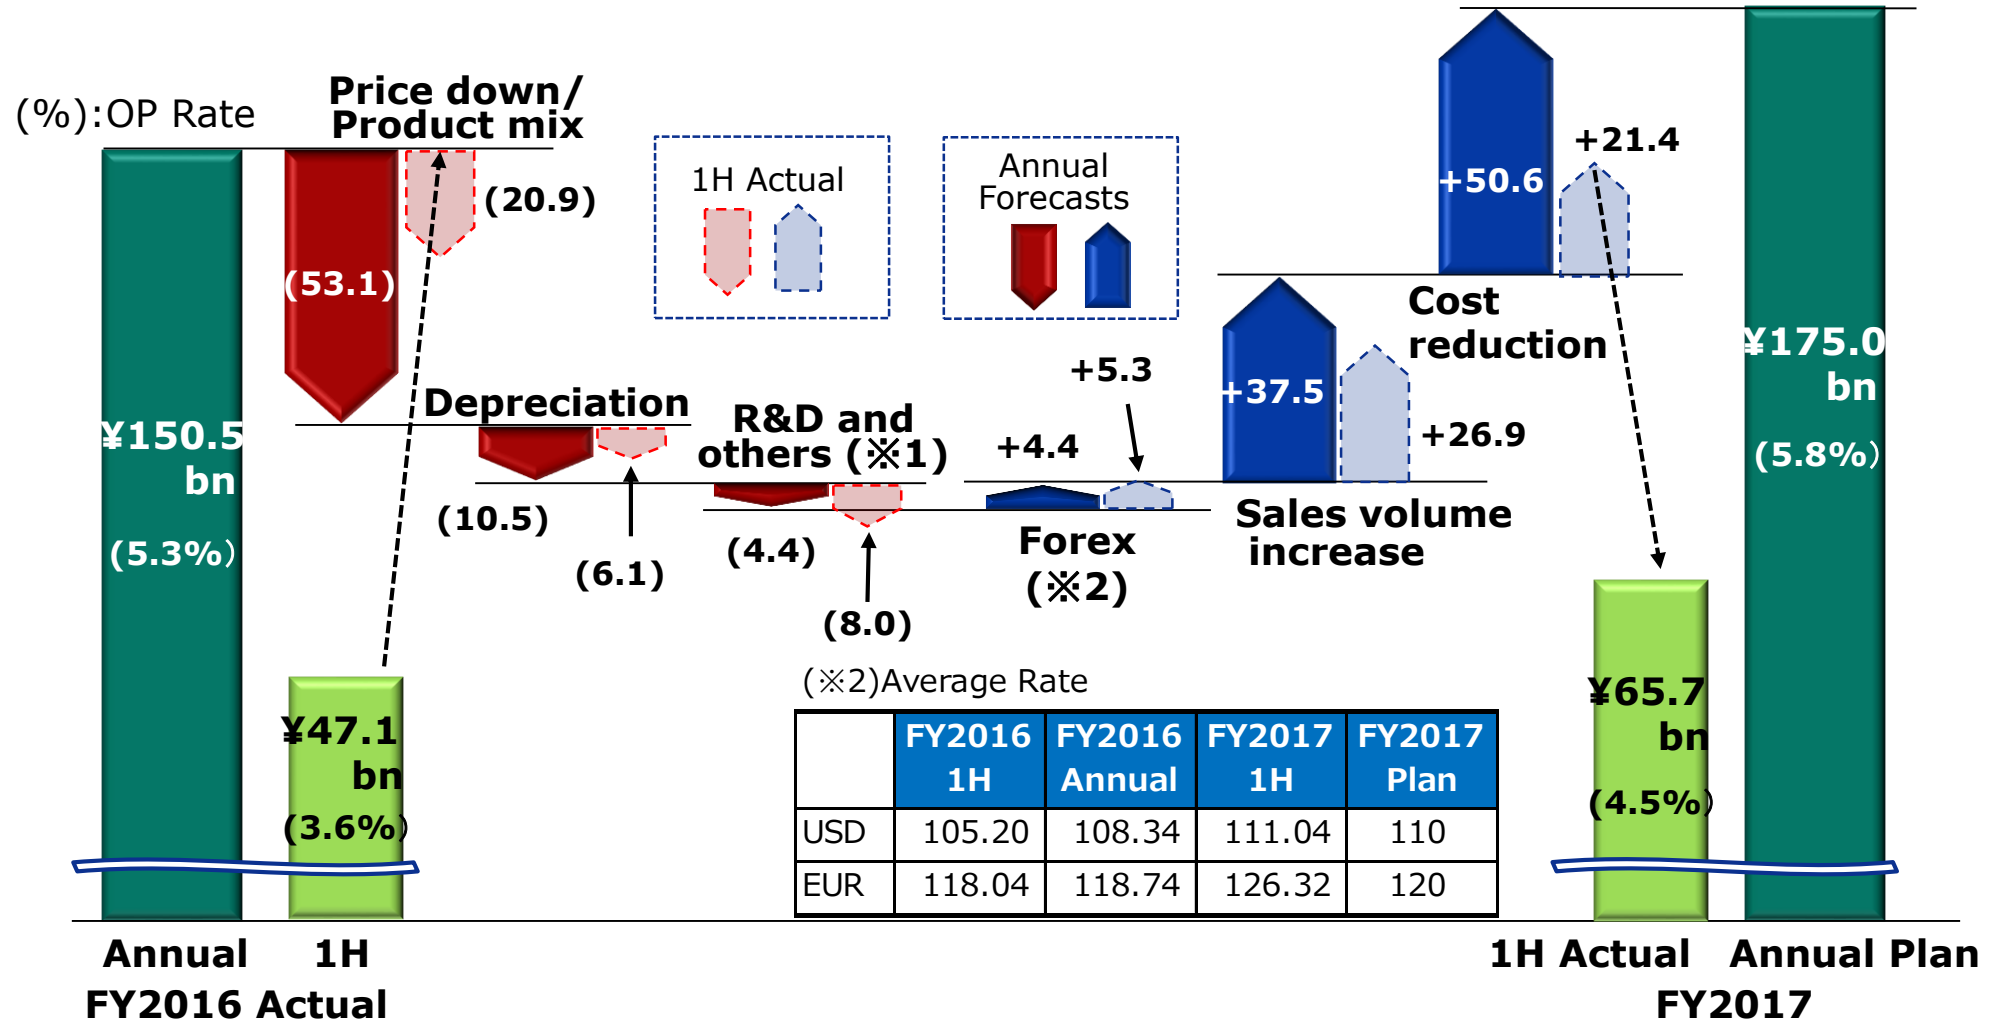 (%):OP Rate
Price down/
Product mix
(53.1)
(20.9)
1H Actual
Annual
Forecasts
+50.6
+21.4
Cost
reduction
¥175.0
bn
(5.8%)
¥150.5
bn
(5.3%)
Depreciation
(10.5)
(6.1)
R&D and
others (※1)
(4.4)
(8.0)
+4.4
+5.3
Forex
(※2)
+37.5
+26.9
Sales volume
increase
¥47.1
bn
(3.6%)
¥65.7
bn
(4.5%)
(※2)Average Rate
FY2016 1H FY2016 Annual FY2017 1H FY2017 Plan
USD 105.20 108.34 111.04 110
EUR 118.04 118.74 126.32 120
Annual 1H
FY2016 Actual
1H Actual Annual Plan
FY2017